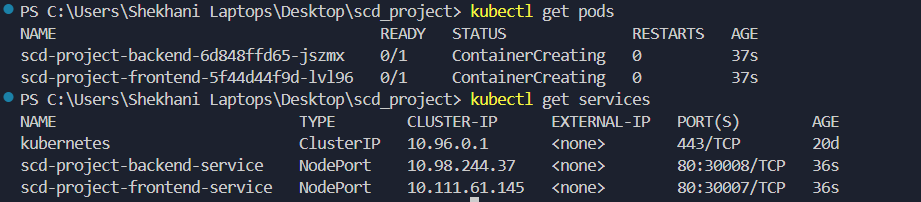 PS C:\Users\Shekhani Laptops\Desktop\scd_project> kubectl get pods
NAME READY STATUS RESTARTS AGE
scd-project-backend-6d848ffd65-jszmx 0/1 ContainerCreating 0 37s
scd-project-frontend-5f44d44f9d-lvl96 0/1 ContainerCreating 0 37s
PS C:\Users\Shekhani Laptops\Desktop\scd_project> kubectl get services
NAME TYPE CLUSTER-IP EXTERNAL-IP PORT(S) AGE
kubernetes ClusterIP 10.96.0.1 <none> 443/TCP 20d
scd-project-backend-service NodePort 10.98.244.37 <none> 80:30008/TCP 36s
scd-project-frontend-service NodePort 10.111.61.145 <none> 80:30007/TCP 36s